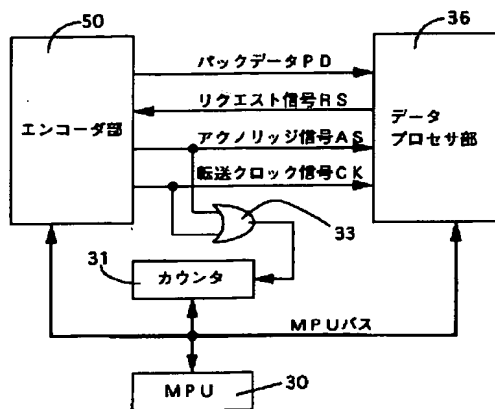 50
36
パックデータPD
リクエスト信号RS
エンコーダ部
データ
プロセサ部
アクノリッジ信号AS
転送クロック信号CK
33
31
カウンタ
MPUバス
MPU
30